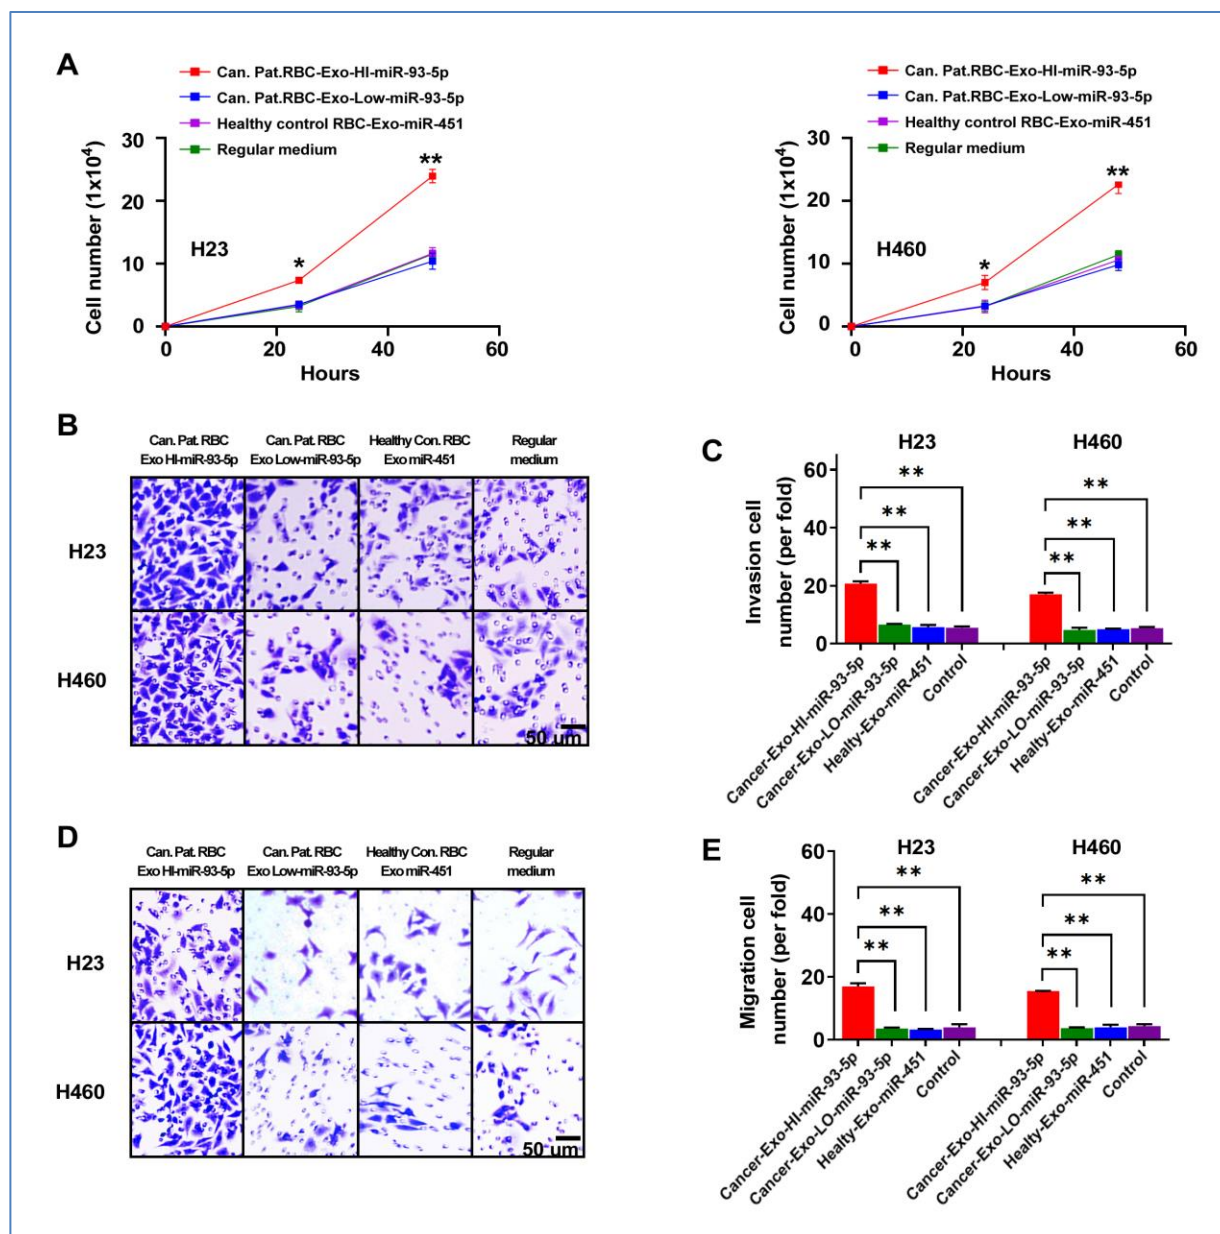 A
Can. Pat.RBC-Exo-HI-miR-93-5p
Can. Pat.RBC-Exo-Low-miR-93-5p
Healthy control RBC-Exo-miR-451
Regular medium
Cell number (1x10⁴)
30
20
10
0
**
*
H23
0
20
40
60
Hours
Can. Pat.RBC-Exo-HI-miR-93-5p
Can. Pat.RBC-Exo-Low-miR-93-5p
Healthy control RBC-Exo-miR-451
Regular medium
Cell number (1x10⁴)
30
20
10
0
**
*
H460
0
20
40
60
Hours
B
Can. Pat. RBC
Exo HI-miR-93-5p
Can. Pat. RBC
Exo Low-miR-93-5p
Healthy Con. RBC
Exo miR-451
Regular
medium
H23
H460
50 um
C
H23
H460
Invasion cell
number (per fold)
60
40
20
0
**
**
**
**
**
**
Cancer-Exo-HI-miR-93-5p
Cancer-Exo-LO-miR-93-5p
Healty-Exo-miR-451
Control
Cancer-Exo-HI-miR-93-5p
Cancer-Exo-LO-miR-93-5p
Healty-Exo-miR-451
Control
D
Can. Pat. RBC
Exo HI-miR-93-5p
Can. Pat. RBC
Exo Low-miR-93-5p
Healthy Con. RBC
Exo miR-451
Regular
medium
H23
H460
50 um
E
H23
H460
Migration cell
number (per fold)
60
40
20
0
**
**
**
**
**
**
Cancer-Exo-HI-miR-93-5p
Cancer-Exo-LO-miR-93-5p
Healty-Exo-miR-451
Control
Cancer-Exo-HI-miR-93-5p
Cancer-Exo-LO-miR-93-5p
Healty-Exo-miR-451
Control